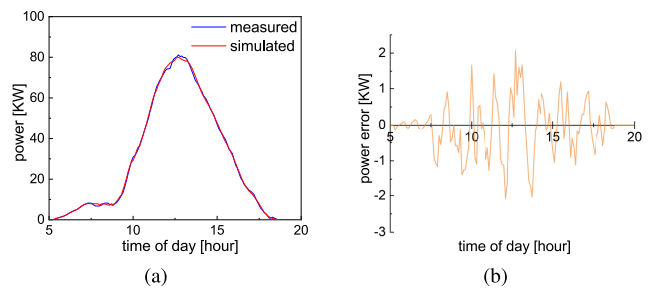 measured
simulated
100
80
60
40
20
0
power [KW]
5
10
15
20
time of day [hour]
(a)
2
1
0
-1
-2
-3
power error [KW]
5
10
15
20
time of day [hour]
(b)